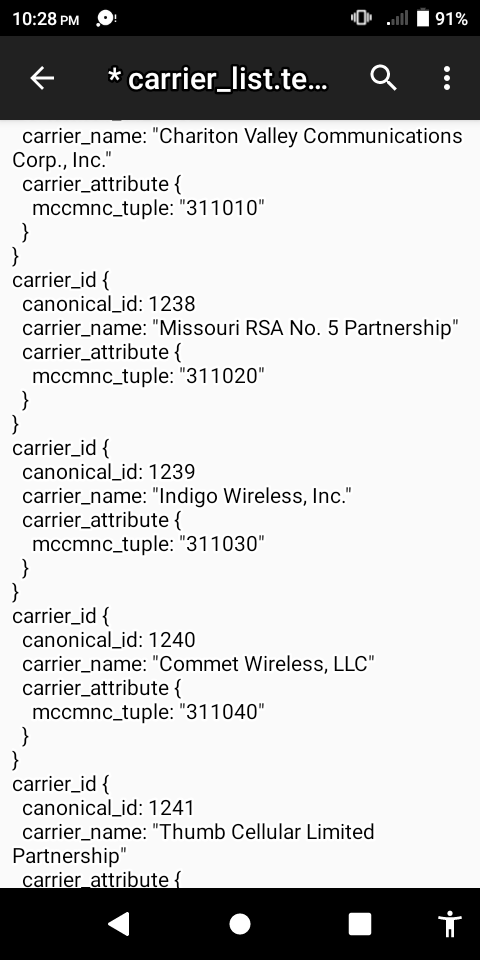 10:28 PM
91%
* carrier_list.te...
carrier_name: "Chariton Valley Communications
Corp., Inc."
carrier_attribute {
mccmnc_tuple: "311010"
}
}
carrier_id {
canonical_id: 1238
carrier_name: "Missouri RSA No. 5 Partnership"
carrier_attribute {
mccmnc_tuple: "311020"
}
}
carrier_id {
canonical_id: 1239
carrier_name: "Indigo Wireless, Inc."
carrier_attribute {
mccmnc_tuple: "311030"
}
}
carrier_id {
canonical_id: 1240
carrier_name: "Commet Wireless, LLC"
carrier_attribute {
mccmnc_tuple: "311040"
}
}
carrier_id {
canonical_id: 1241
carrier_name: "Thumb Cellular Limited
Partnership"
carrier_attribute {